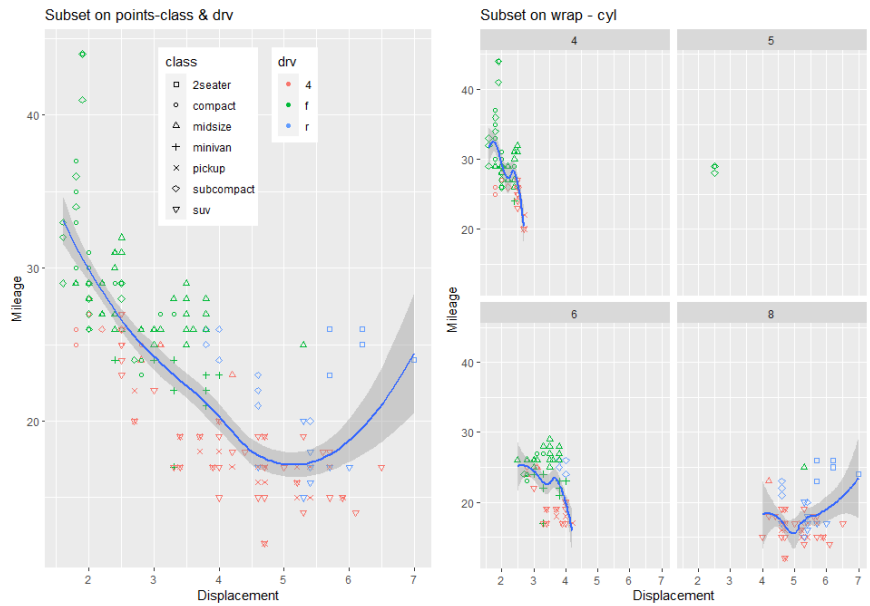 Subset on points-class & drv
Mileage
40
30
20
2
3
4
5
6
7
Displacement
class
2seater
compact
midsize
minivan
pickup
subcompact
suv
drv
4
f
r
Subset on wrap - cyl
Mileage
4
5
40
30
20
6
8
40
30
20
2
3
4
5
6
7
2
3
4
5
6
7
Displacement